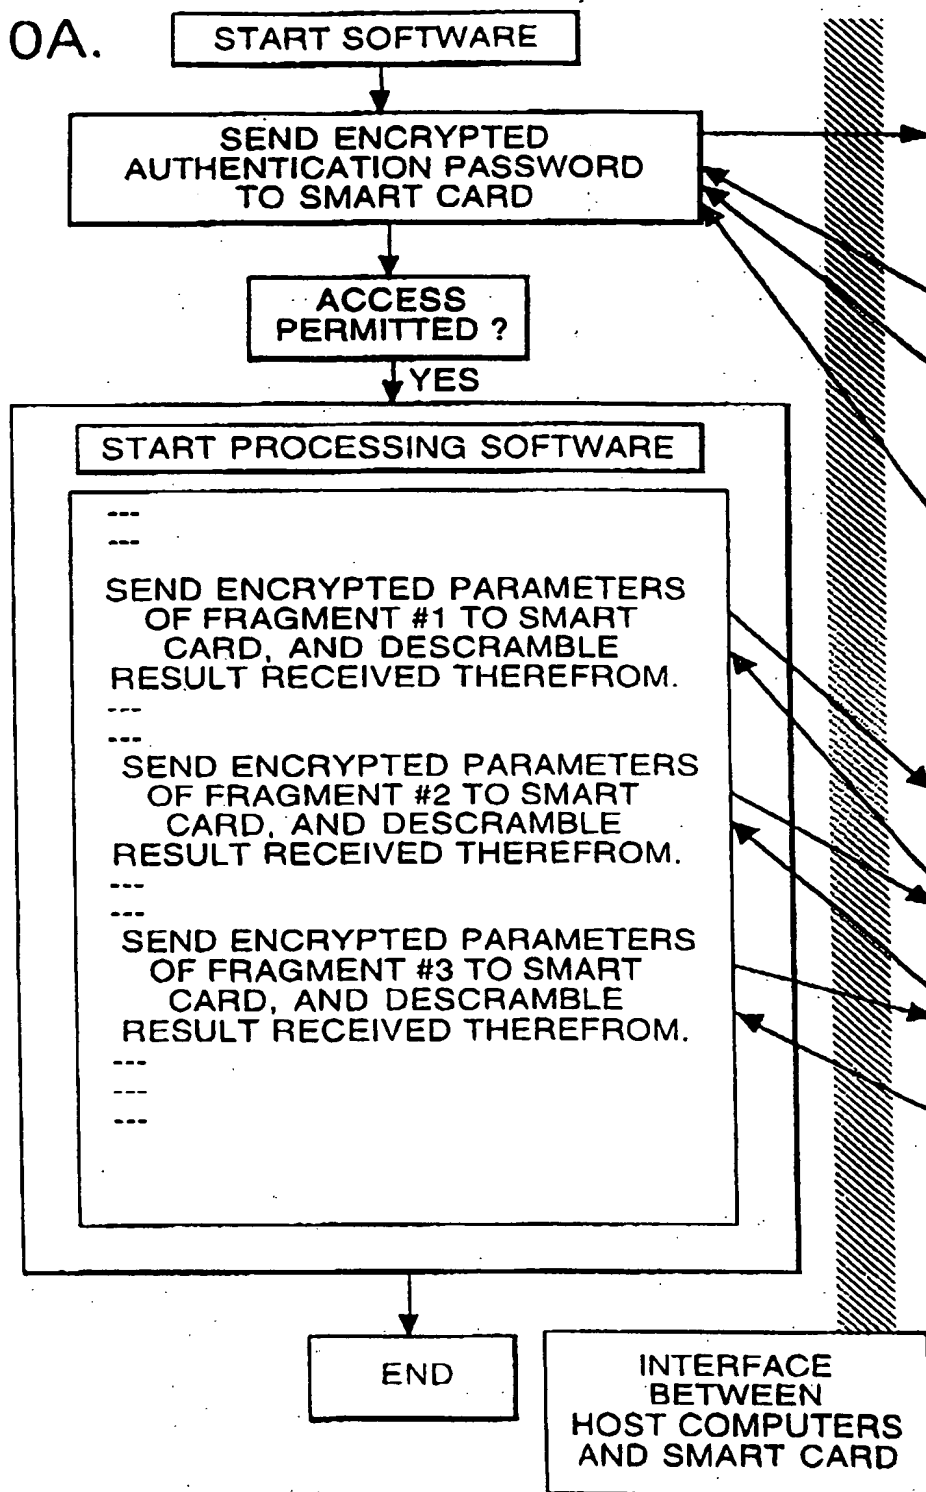 0A.
START SOFTWARE
SEND ENCRYPTED
AUTHENTICATION PASSWORD
TO SMART CARD
ACCESS
PERMITTED ?
YES
START PROCESSING SOFTWARE
---
---
SEND ENCRYPTED PARAMETERS
OF FRAGMENT #1 TO SMART
CARD, AND DESCRAMBLE
RESULT RECEIVED THEREFROM.
---
---
SEND ENCRYPTED PARAMETERS
OF FRAGMENT #2 TO SMART
CARD, AND DESCRAMBLE
RESULT RECEIVED THEREFROM.
---
---
SEND ENCRYPTED PARAMETERS
OF FRAGMENT #3 TO SMART
CARD, AND DESCRAMBLE
RESULT RECEIVED THEREFROM.
---
---
---
END
INTERFACE
BETWEEN
HOST COMPUTERS
AND SMART CARD